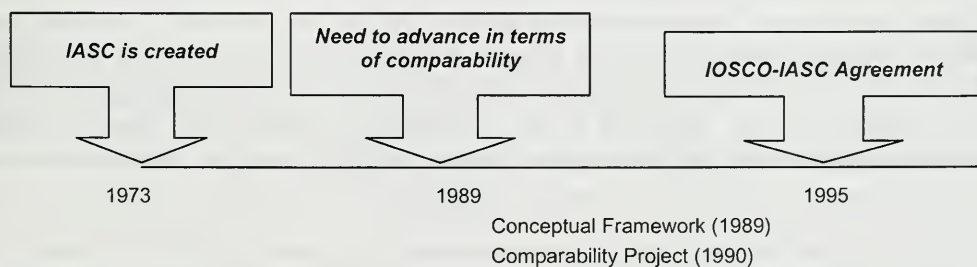 IASC is created
Need to advance in terms
of comparability
IOSCO-IASC Agreement
1973
1989
1995
Conceptual Framework (1989)
Comparability Project (1990)